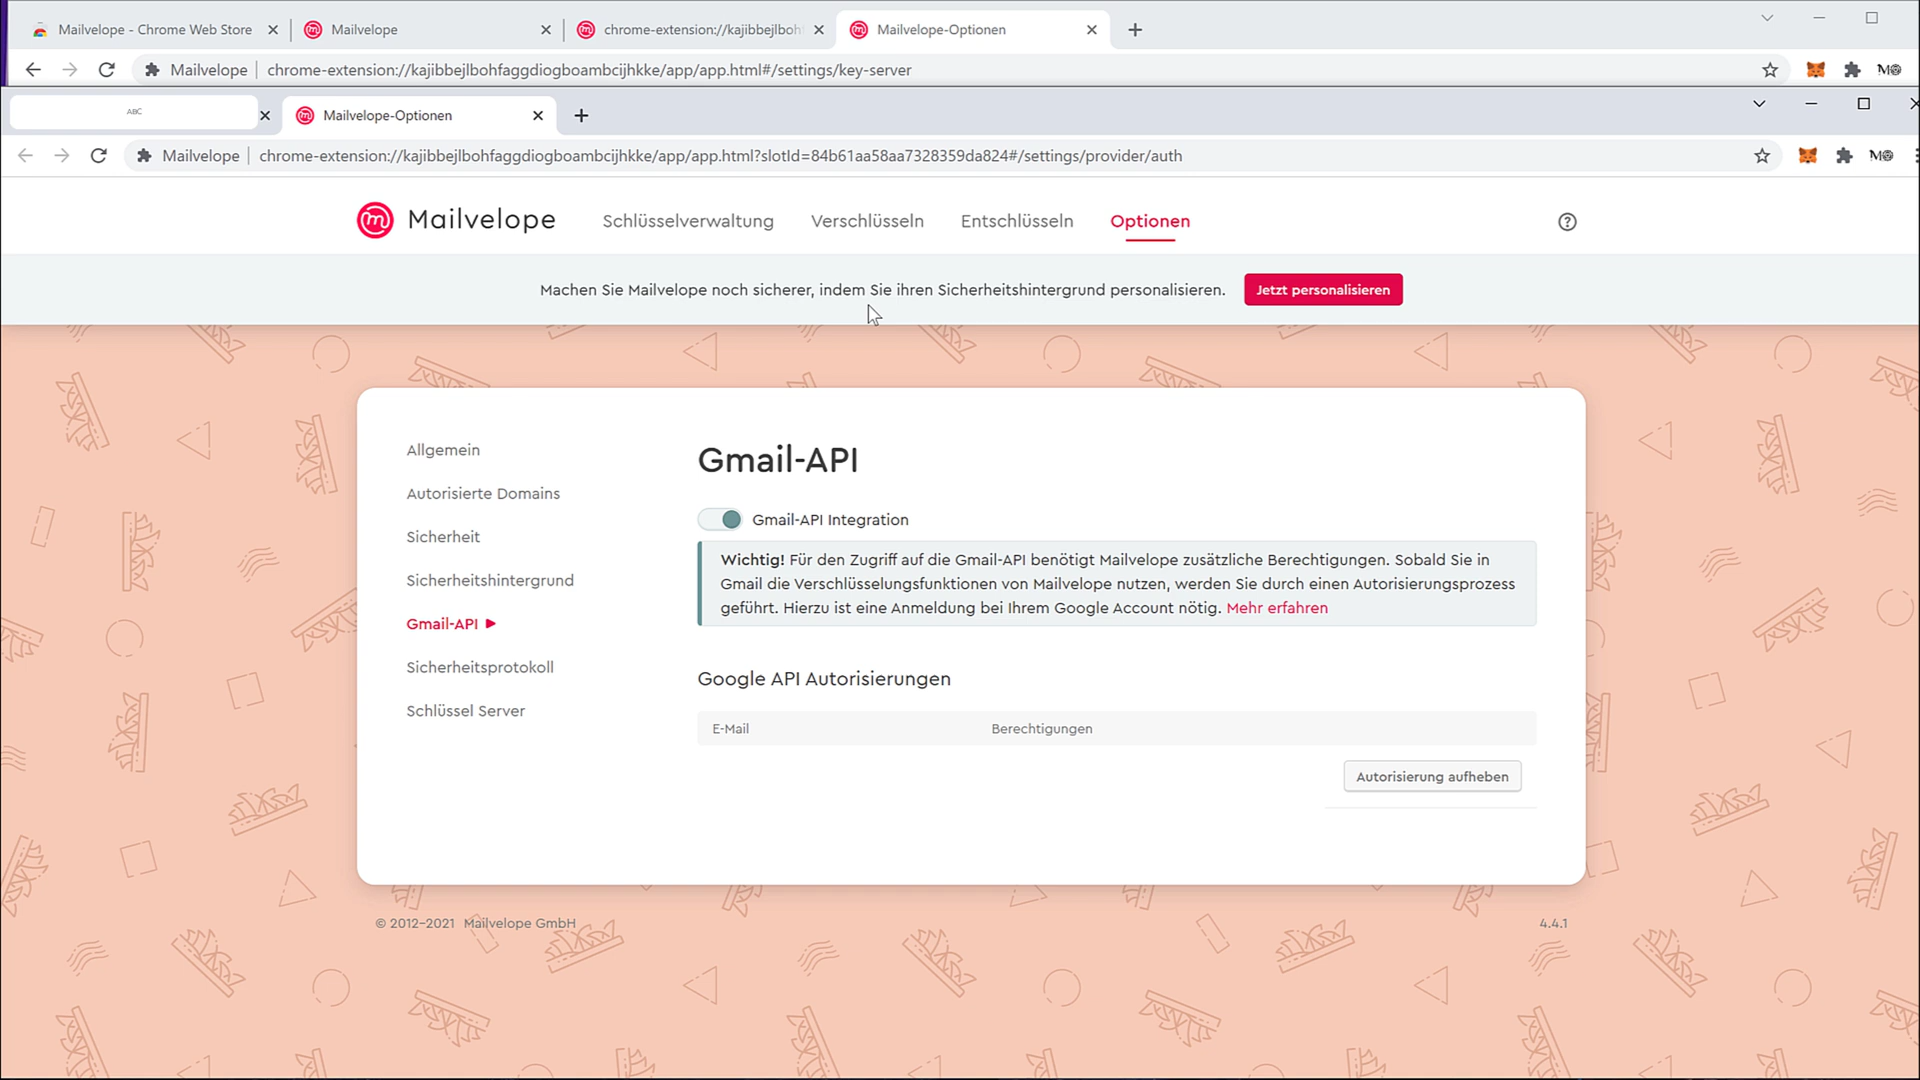 Mailvelope - Chrome Web Store
Mailvelope
chrome-extension://kajibbejlboh
Mailvelope-Optionen
Mailvelope
chrome-extension://kajibbejlbohfaggdiogboambcijhkke/app/app.html#/settings/key-server
ABC
Mailvelope-Optionen
Mailvelope
chrome-extension://kajibbejlbohfaggdiogboambcijhkke/app/app.html?slotId=84b61aa58aa7328359da824#/settings/provider/auth
Mailvelope
Schlüsselverwaltung
Verschlüsseln
Entschlüsseln
Optionen
Machen Sie Mailvelope noch sicherer, indem Sie ihren Sicherheitshintergrund personalisieren.
Jetzt personalisieren
Allgemein
Autorisierte Domains
Sicherheit
Sicherheitshintergrund
Gmail-API
Sicherheitsprotokoll
Schlüssel Server
Gmail-API
Gmail-API Integration
Wichtig! Für den Zugriff auf die Gmail-API benötigt Mailvelope zusätzliche Berechtigungen. Sobald Sie in
Gmail die Verschlüsselungsfunktionen von Mailvelope nutzen, werden Sie durch einen Autorisierungsprozess
geführt. Hierzu ist eine Anmeldung bei Ihrem Google Account nötig. Mehr erfahren
Google API Autorisierungen
E-Mail
Berechtigungen
Autorisierung aufheben
© 2012-2021 Mailvelope GmbH
4.4.1